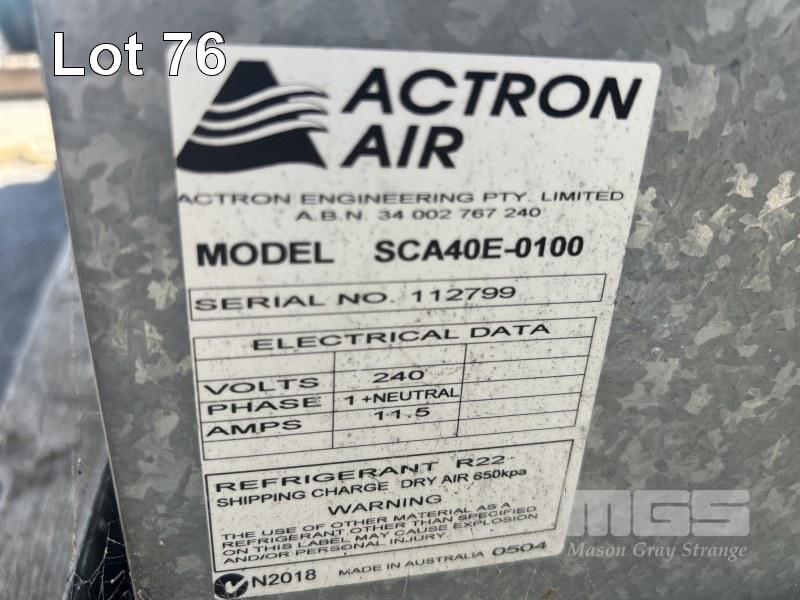 Lot 76
ACTRON
AIR
ACTRON ENGINEERING PTY. LIMITED
A.B.N. 34 002 767 240
MODEL SCA40E-0100
SERIAL NO. 112799
ELECTRICAL DATA
VOLTS 240
PHASE 1+NEUTRAL
AMPS 11.5
REFRIGERANT R22
SHIPPING CHARGE DRY AIR 650kpa
WARNING
THE USE OF OTHER MATERIAL AS A
REFRIGERANT OTHER THAN SPECIFIED
ON THIS LABEL MAY CAUSE EXPLOSION
AND/OR PERSONAL INJURY.
N2018 MADE IN AUSTRALIA 0504
MGS
Mason Gray Strange